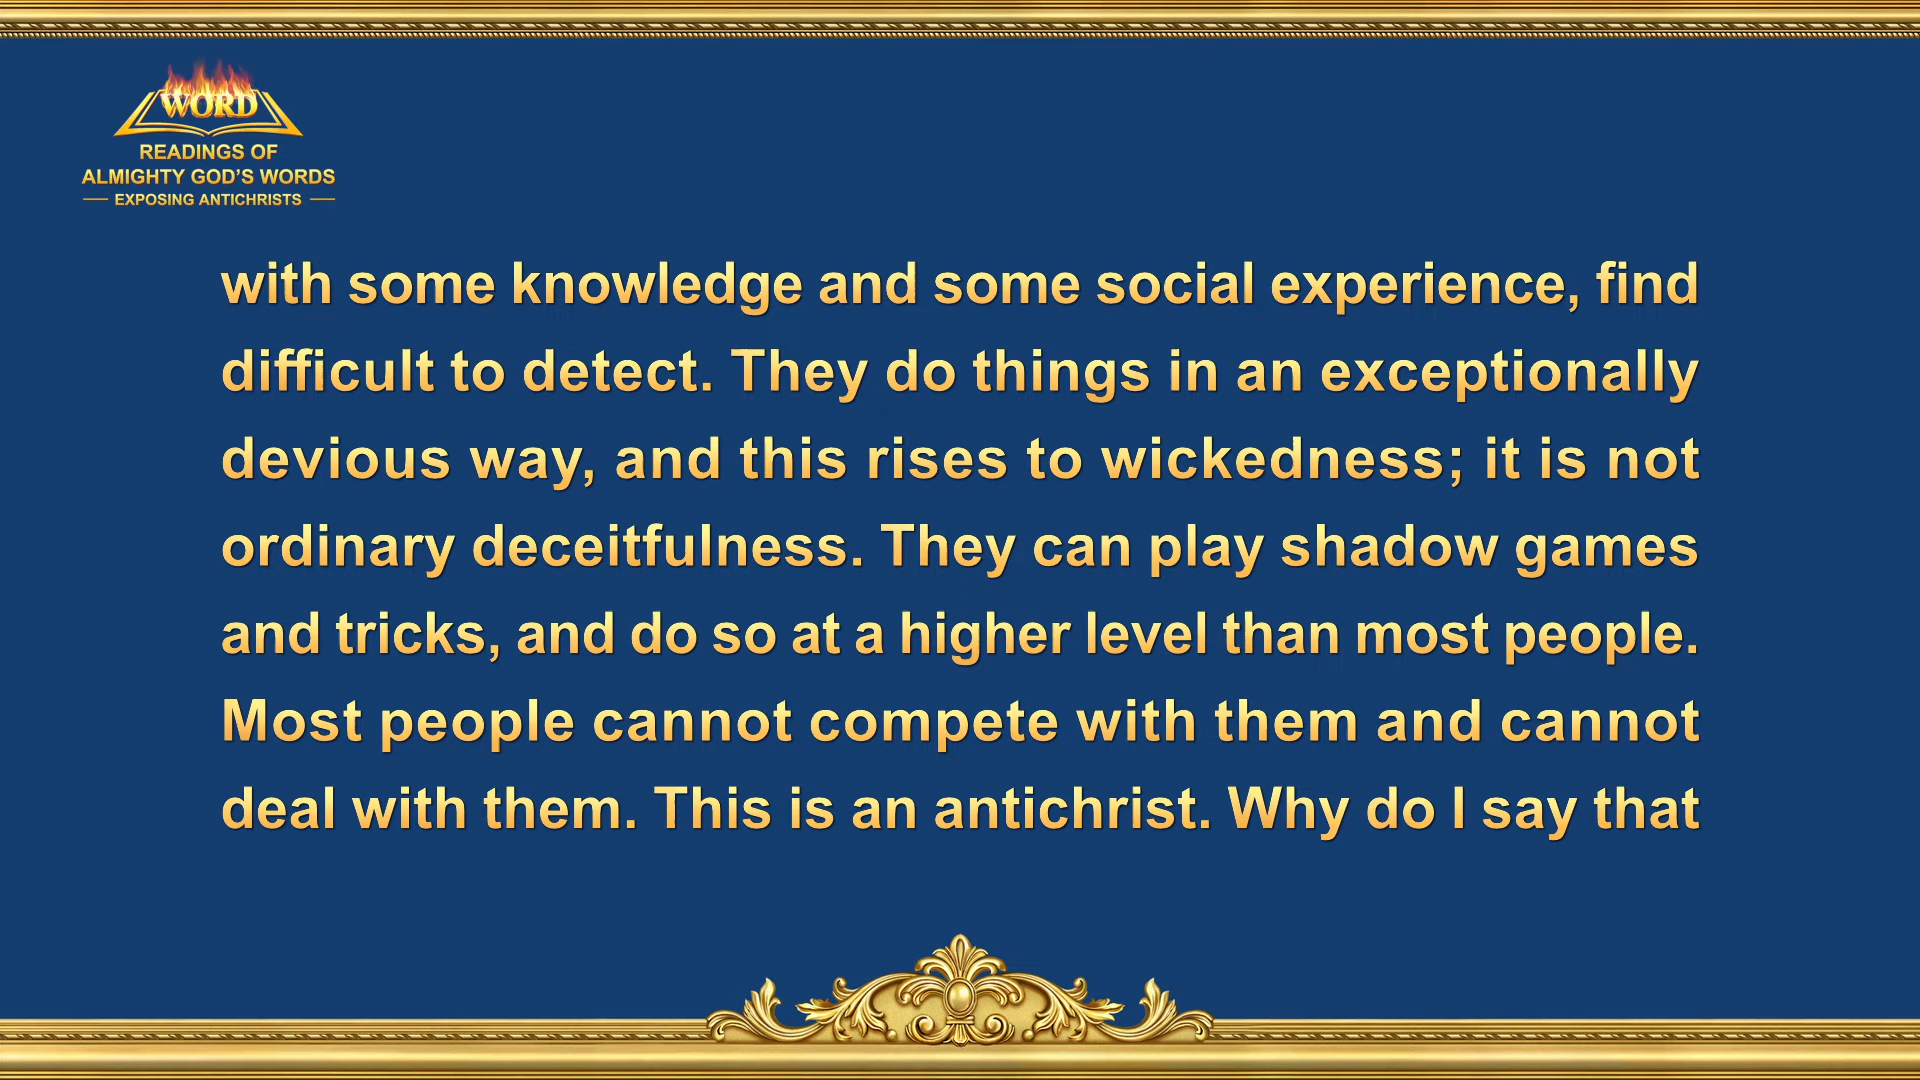 WORD
READINGS OF
ALMIGHTY GOD'S WORDS
EXPOSING ANTICHRISTS
with some knowledge and some social experience, find
difficult to detect. They do things in an exceptionally
devious way, and this rises to wickedness; it is not
ordinary deceitfulness. They can play shadow games
and tricks, and do so at a higher level than most people.
Most people cannot compete with them and cannot
deal with them. This is an antichrist. Why do I say that